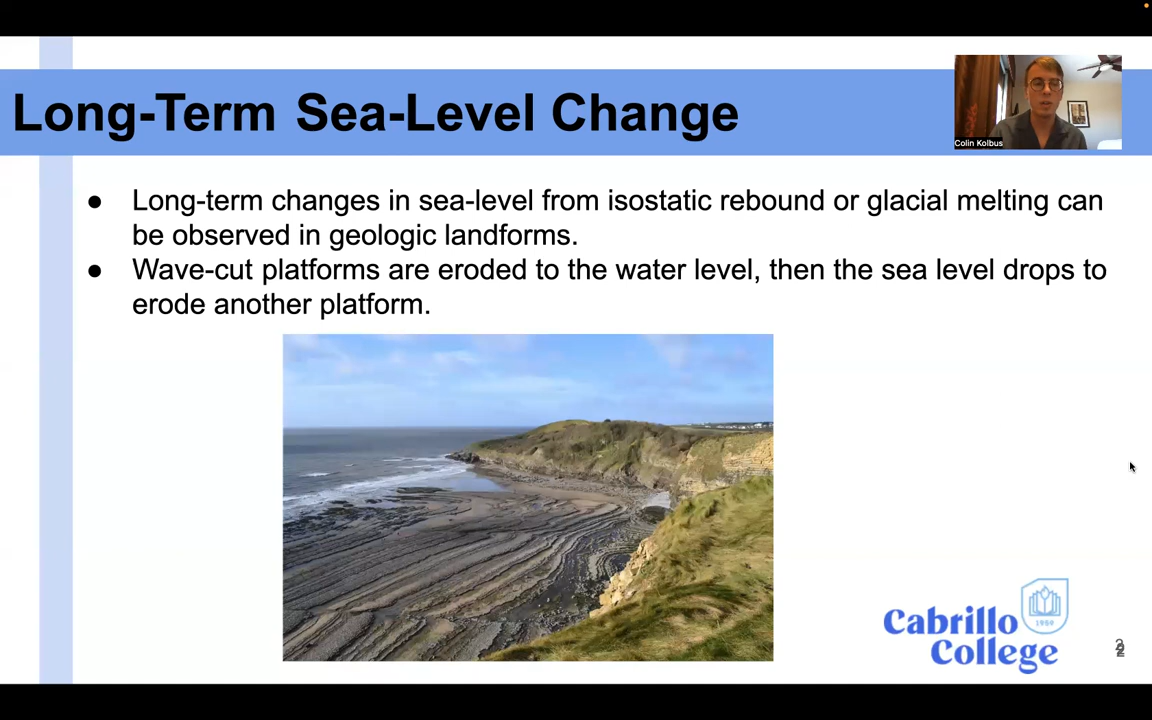 Long-Term Sea-Level Change
Colin Kolbus
● Long-term changes in sea-level from isostatic rebound or glacial melting can
be observed in geologic landforms.
● Wave-cut platforms are eroded to the water level, then the sea level drops to
erode another platform.
Cabrillo
College
1959
2